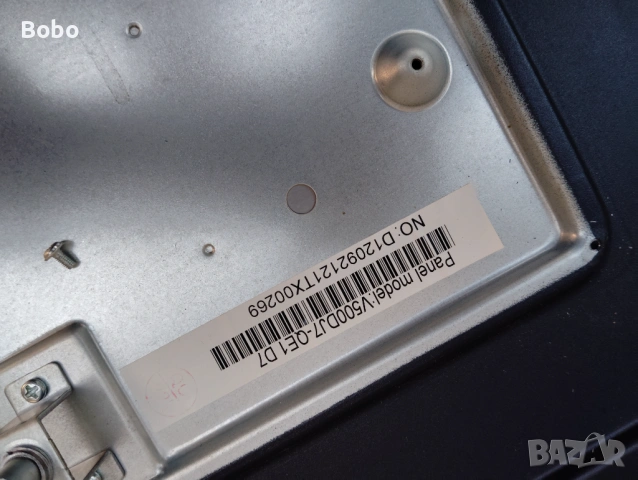 Bobo
Panel model:V500DJ7-QE1 D7
NO: D12092121TX00269
BAZAR